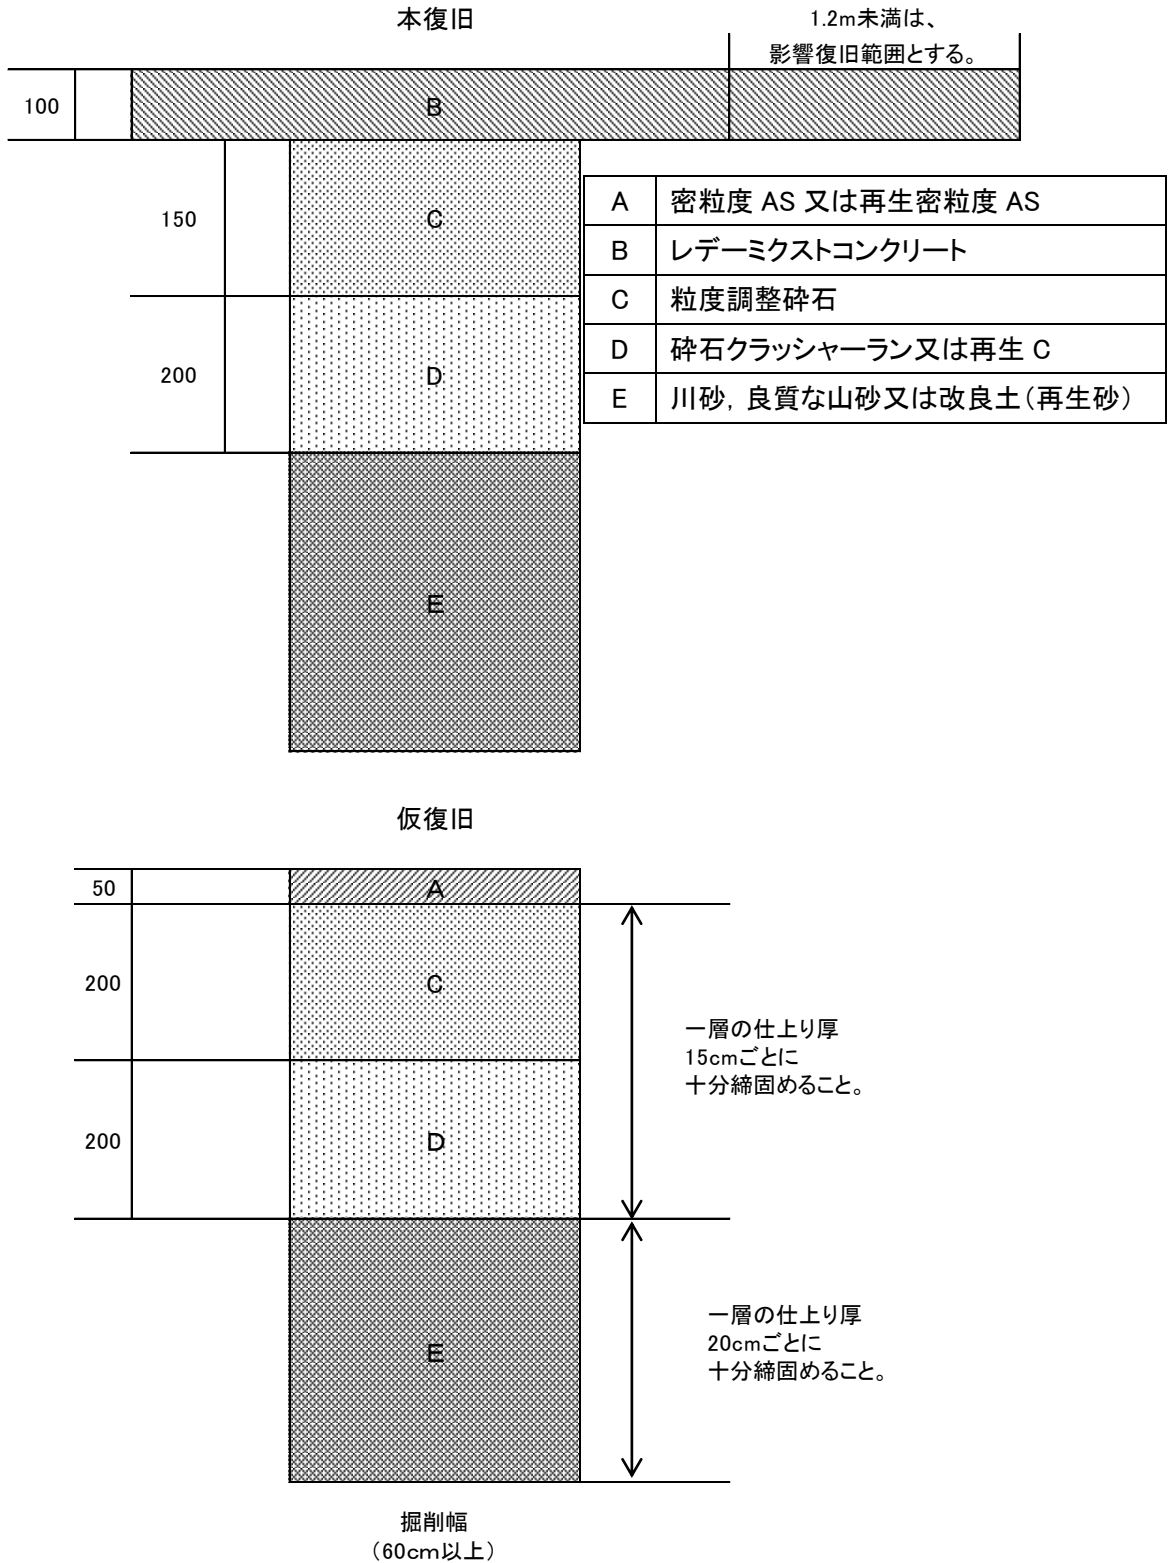 本復旧
1.2m未満は、
影響復旧範囲とする。
100
B
150
C
200
D
E
A 密粒度 AS 又は再生密粒度 AS
B レデーミクストコンクリート
C 粒度調整砕石
D 砕石クラッシャーラン又は再生 C
E 川砂，良質な山砂又は改良土（再生砂）
仮復旧
50
A
200
C
200
D
E
一層の仕上り厚
15cmごとに
十分締固めること。
一層の仕上り厚
20cmごとに
十分締固めること。
掘削幅
（60cm以上）